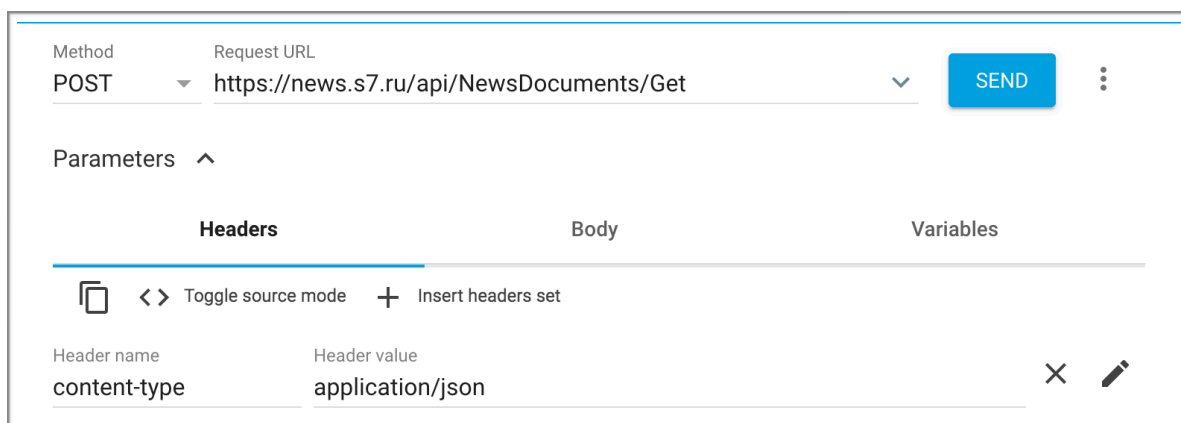 Method Request URL
POST https://news.s7.ru/api/NewsDocuments/Get SEND
Parameters
Headers Body Variables
Toggle source mode Insert headers set
Header name Header value
content-type application/json